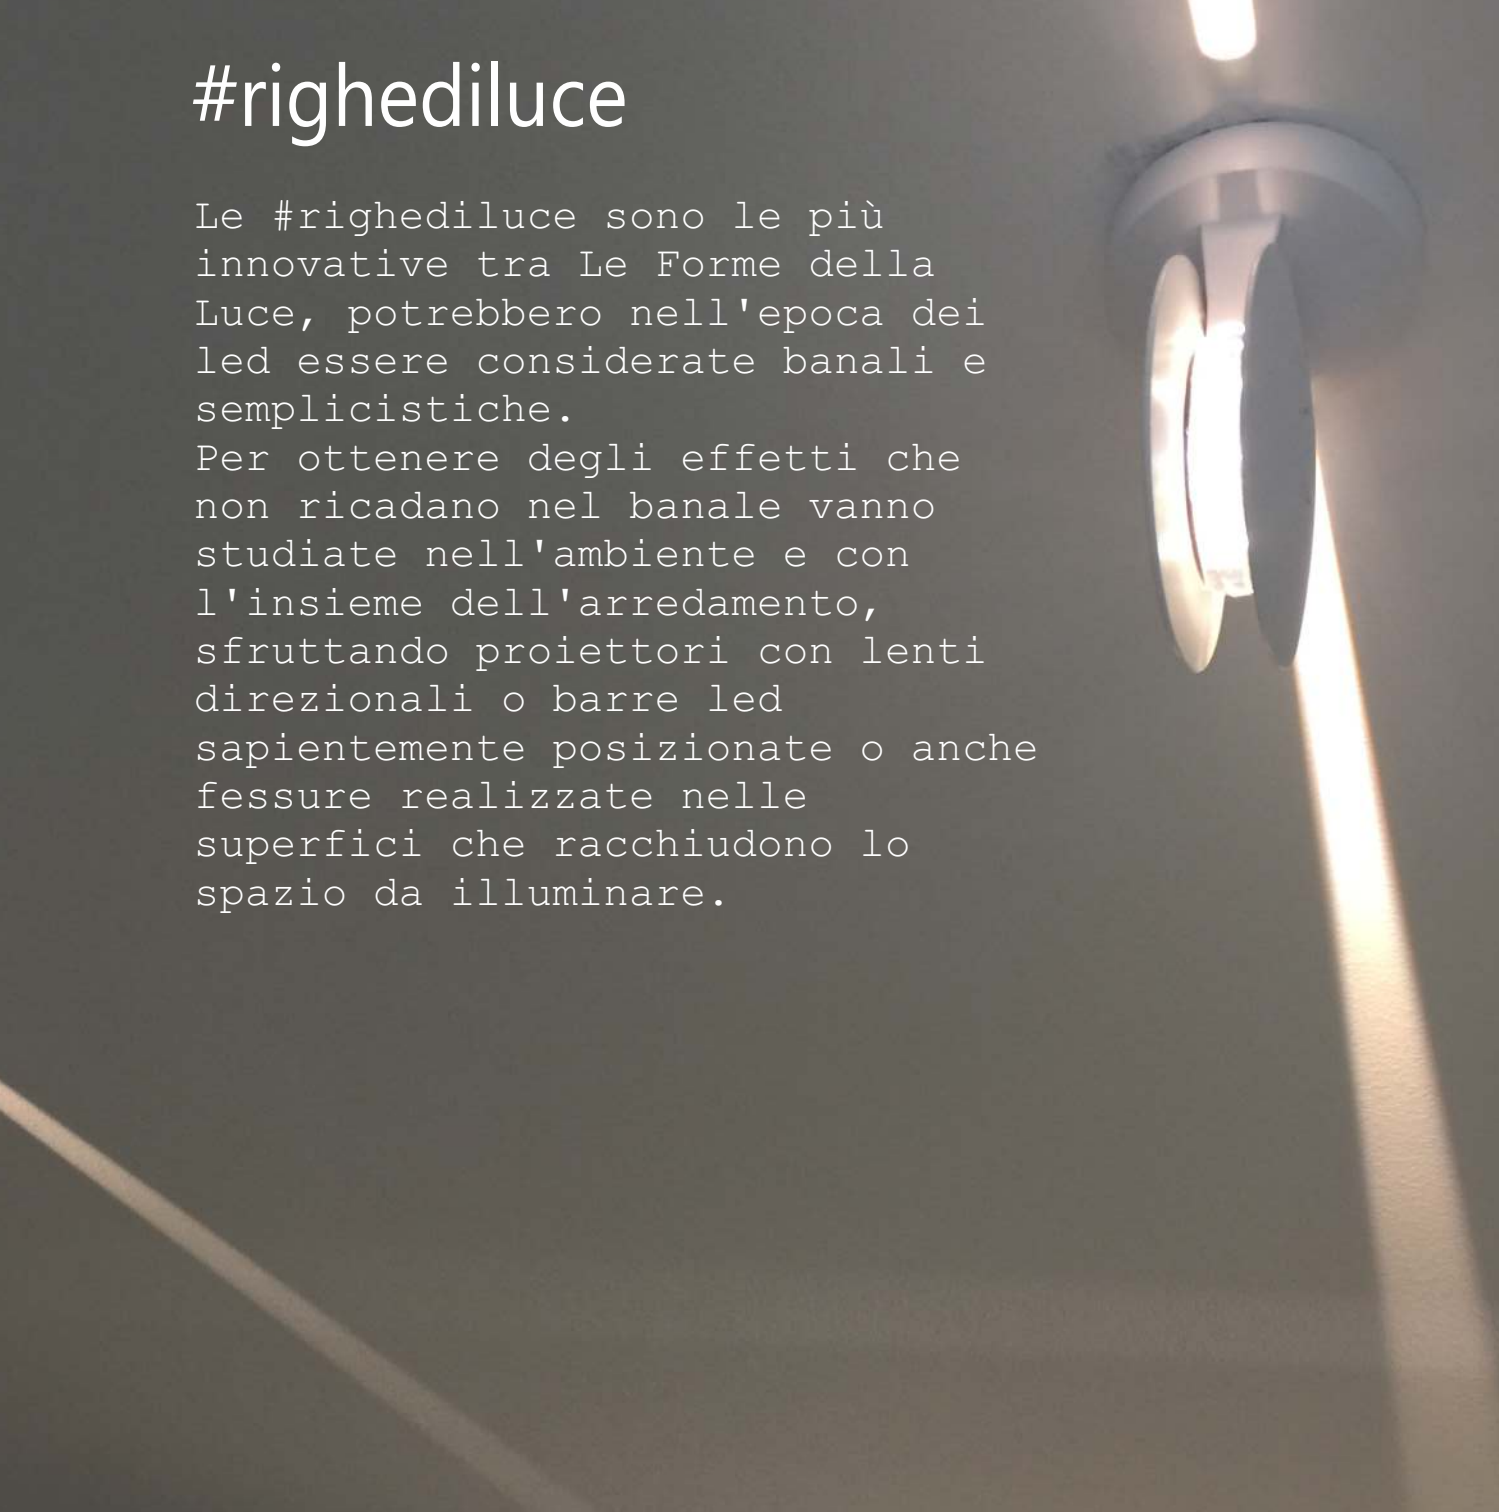 #righediluce
Le #righediluce sono le più
innovative tra Le Forme della
Luce, potrebbero nell'epoca dei
led essere considerate banali e
semplicistiche.
Per ottenere degli effetti che
non ricadano nel banale vanno
studiate nell'ambiente e con
l'insieme dell'arredamento,
sfruttando proiettori con lenti
direzionali o barre led
sapientemente posizionate o anche
fessure realizzate nelle
superfici che racchiudono lo
spazio da illuminare.